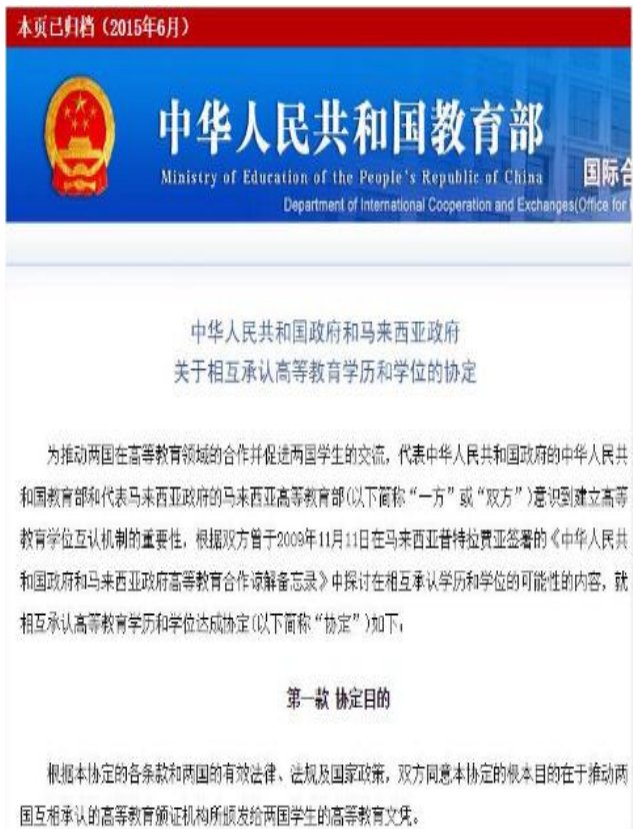 本页已归档（2015年6月）
中华人民共和国教育部
Ministry of Education of the People's Republic of China
国际合
Department of International Cooperation and Exchanges(Office for
中华人民共和国政府和马来西亚政府
关于相互承认高等教育学历和学位的协定
为推动两国在高等教育领域的合作并促进两国学生的交流，代表中华人民共和国政府的中华人民共
和国教育部和代表马来西亚政府的马来西亚高等教育部(以下简称“一方”或“双方”)意识到建立高等
教育学位互认机制的重要性，根据双方曾于2009年11月11日在马来西亚普特拉贾亚签署的《中华人民共
和国政府和马来西亚政府高等教育合作谅解备忘录》中探讨在相互承认学历和学位的可能性的内容，就
相互承认高等教育学历和学位达成协定(以下简称“协定”)如下：
第一款 协定目的
根据本协定的各条款和两国的有效法律、法规及国家政策，双方同意本协定的根本目的在于推动两
国互相承认的高等教育颁证机构所颁发给两国学生的高等教育文凭。